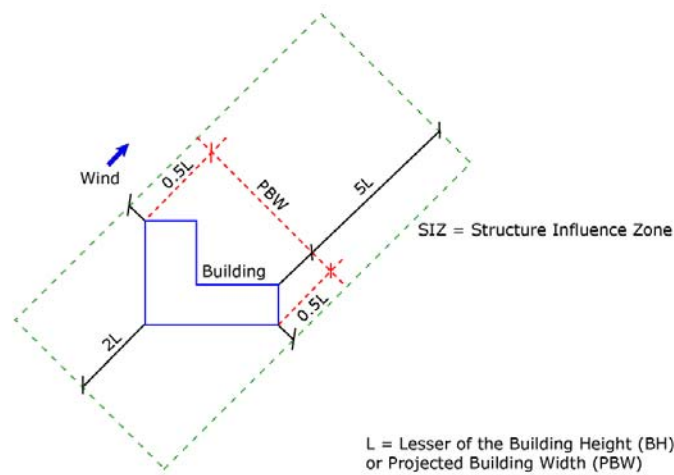 0.5L
Wind
PBW
5L
SIZ = Structure Influence Zone
Building
0.5L
2L
L = Lesser of the Building Height (BH)
or Projected Building Width (PBW)